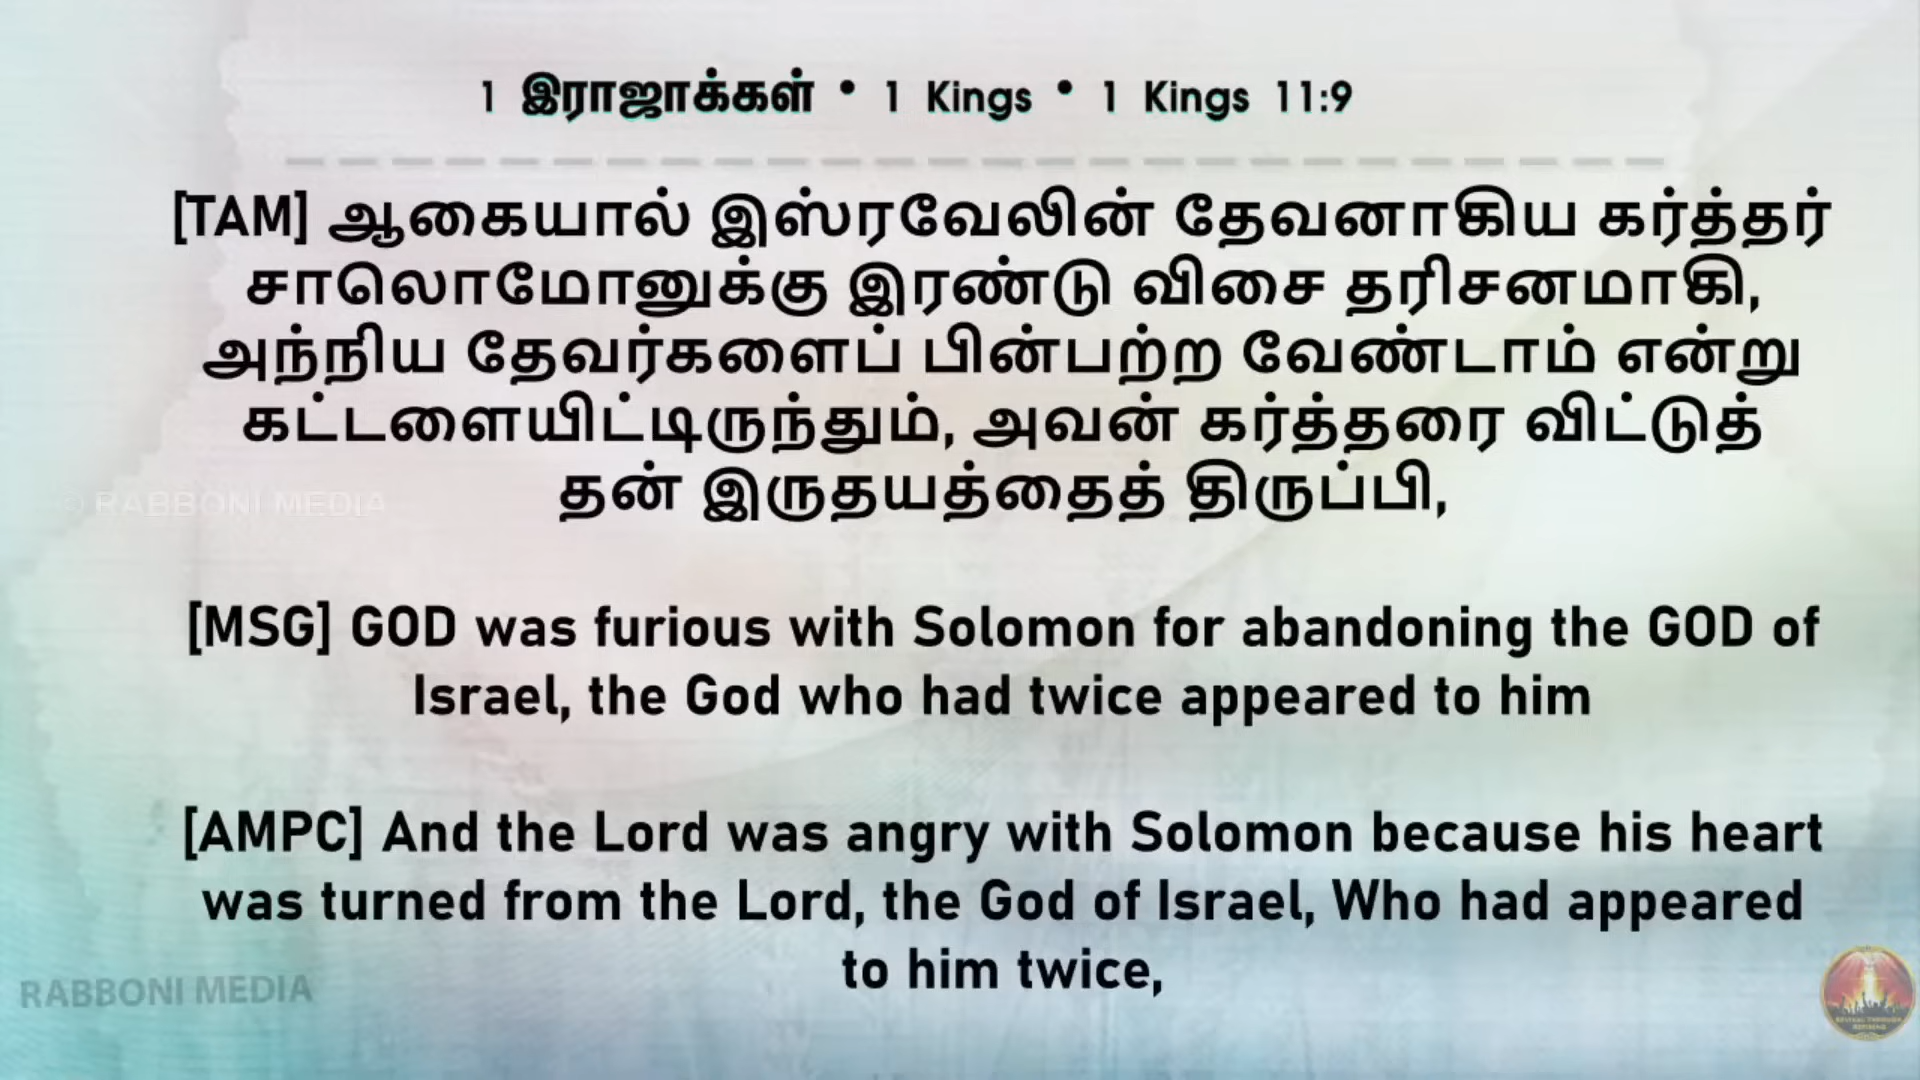 1 இராஜாக்கள் • 1 Kings • 1 Kings 11:9
[TAM] ஆகையால் இஸ்ரவேலின் தேவனாகிய கர்த்தர்
சாலொமோனுக்கு இரண்டு விசை தரிசனமாகி,
அந்நிய தேவர்களைப் பின்பற்ற வேண்டாம் என்று
கட்டளையிட்டிருந்தும், அவன் கர்த்தரை விட்டுத்
தன் இருதயத்தைத் திருப்பி,
© RABBONI MEDIA
[MSG] GOD was furious with Solomon for abandoning the GOD of
Israel, the God who had twice appeared to him
[AMPC] And the Lord was angry with Solomon because his heart
was turned from the Lord, the God of Israel, Who had appeared
to him twice,
RABBONI MEDIA
REVIVAL THROUGH
REFINING